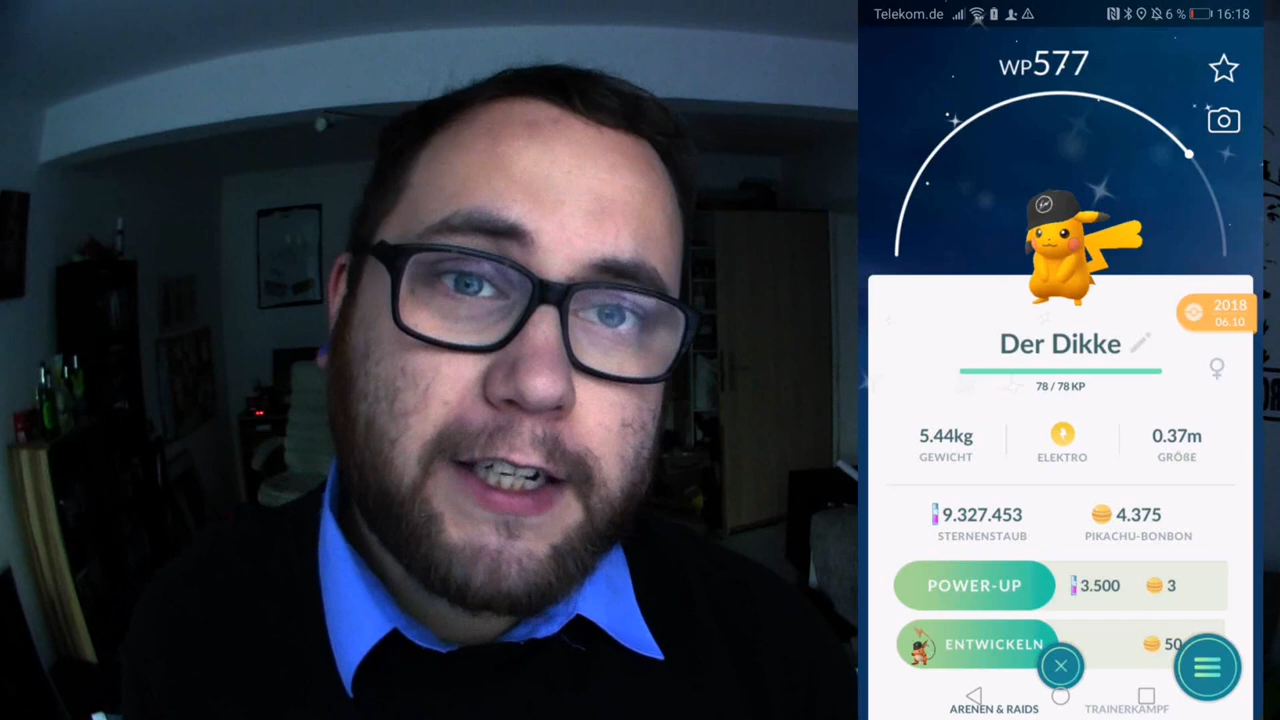 Telekom.de 6 % 16:18
WP577
2018
06.10
Der Dikke
78 / 78 KP
5.44kg
GEWICHT
ELEKTRO
0.37m
GRÖßE
9.327.453
STERNENSTAUB
4.375
PIKACHU-BONBON
POWER-UP 3.500 3
ENTWICKELN 50
ARENEN & RAIDS TRAINERKAMPF